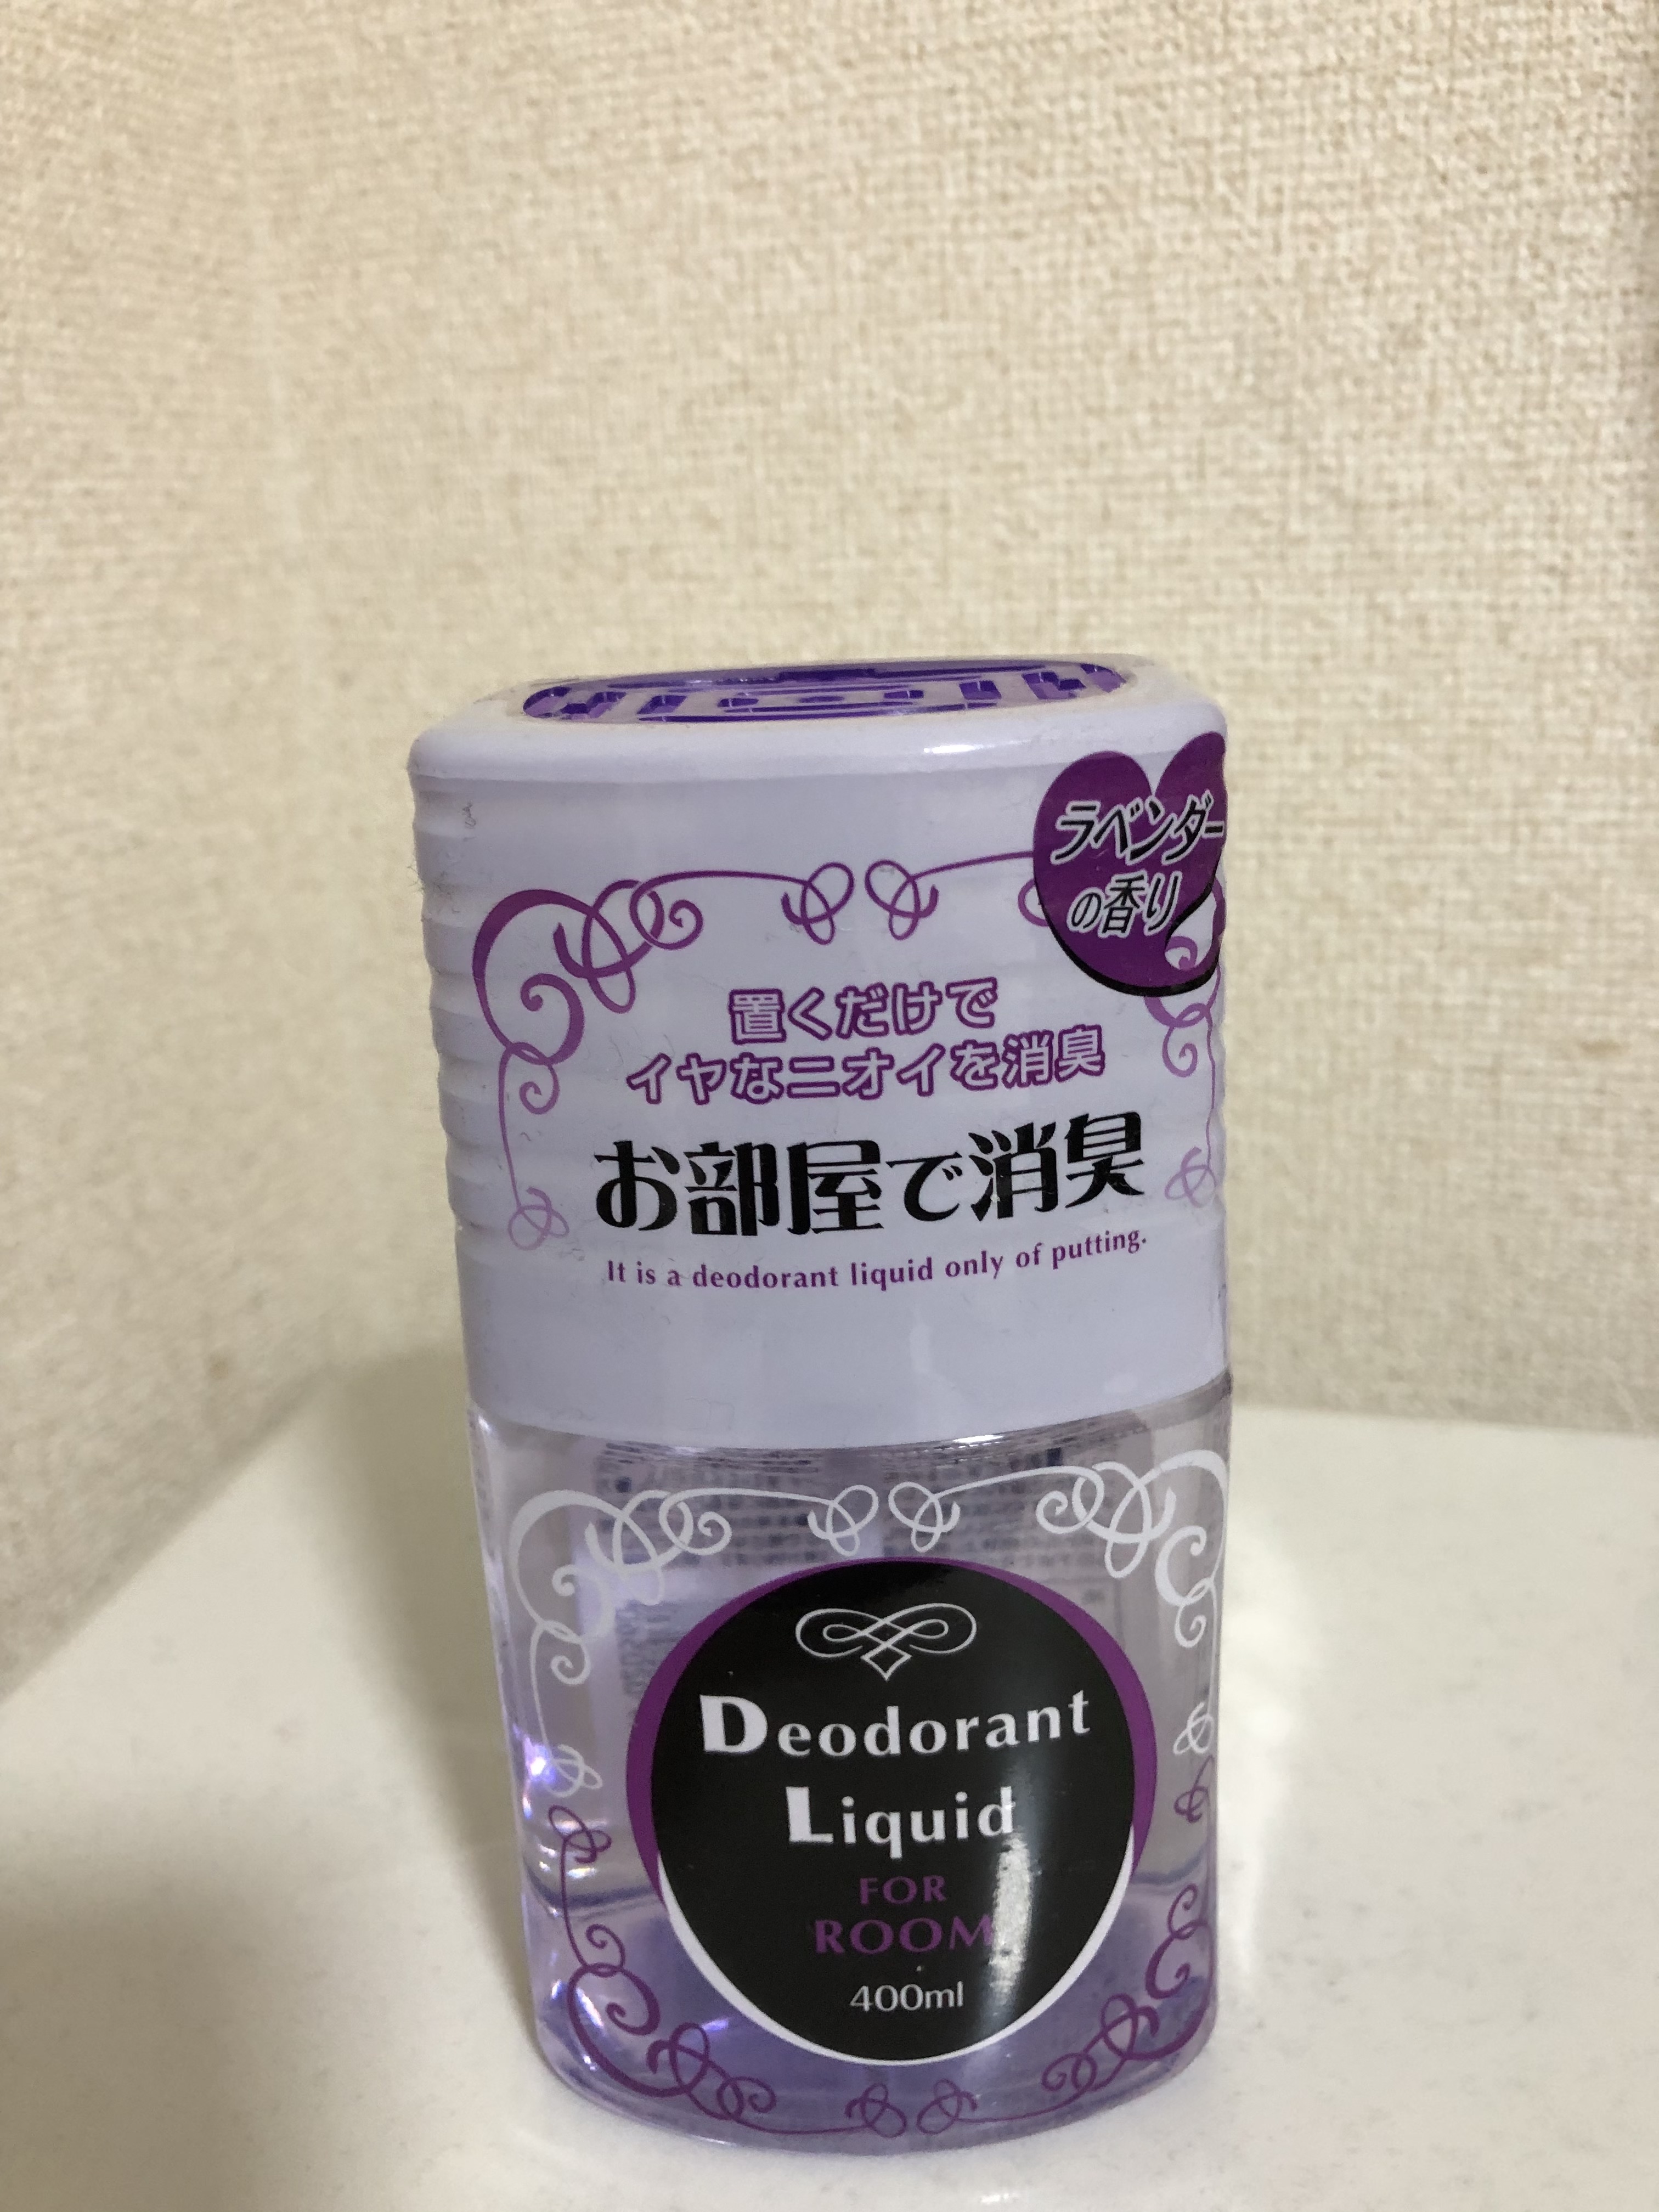 ラベンダー
の香り
置くだけで
イヤなニオイを消臭
お部屋で消臭
It is a deodorant liquid only of putting.
Deodorant
Liquid
FOR
ROOM
400ml